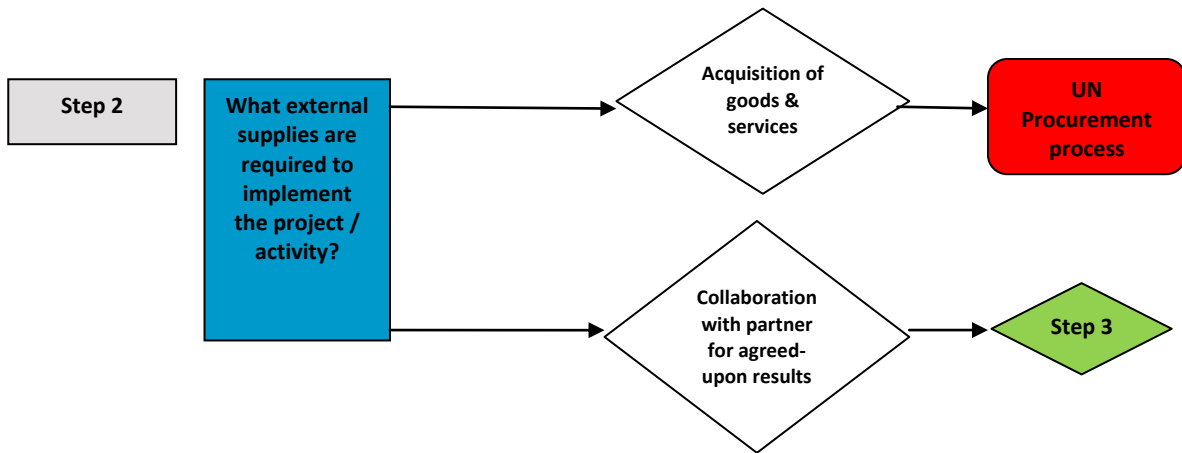 Step 2
What external
supplies are
required to
implement
the project /
activity?
Acquisition of
goods &
services
UN
Procurement
process
Collaboration
with partner
for agreed-
upon results
Step 3